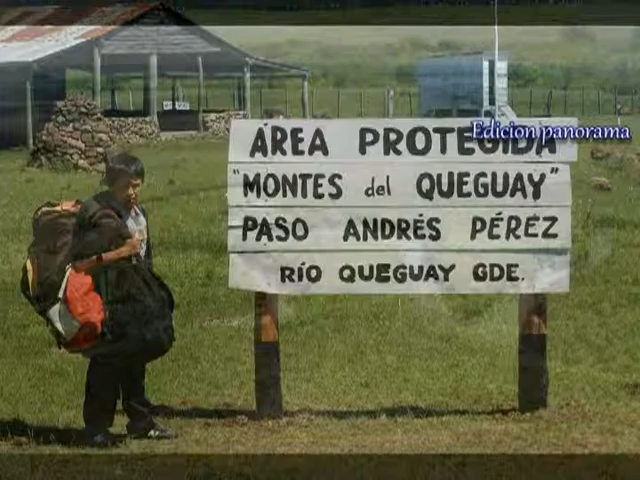 Edicion panorama
ÁREA PROTEGIDA
"MONTES del QUEGUAY"
PASO ANDRÉS PÉREZ
RÍO QUEGUAY GDE.